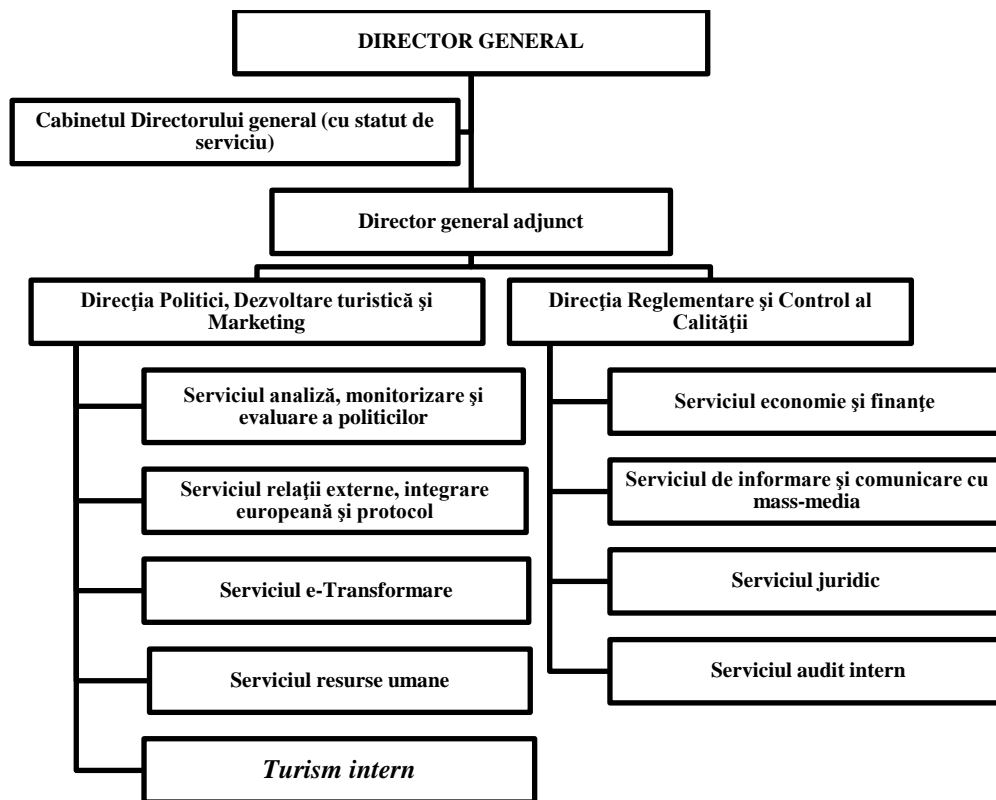 DIRECTOR GENERAL
Cabinetul Directorului general (cu statut de
serviciu)
Director general adjunct
Direcţia Politici, Dezvoltare turistică şi
Marketing
Serviciul analiză, monitorizare şi
evaluare a politicilor
Serviciul relaţii externe, integrare
europeană şi protocol
Serviciul e-Transformare
Serviciul resurse umane
Turism intern
Direcţia Reglementare şi Control al
Calităţii
Serviciul economie şi finanţe
Serviciul de informare şi comunicare cu
mass-media
Serviciul juridic
Serviciul audit intern